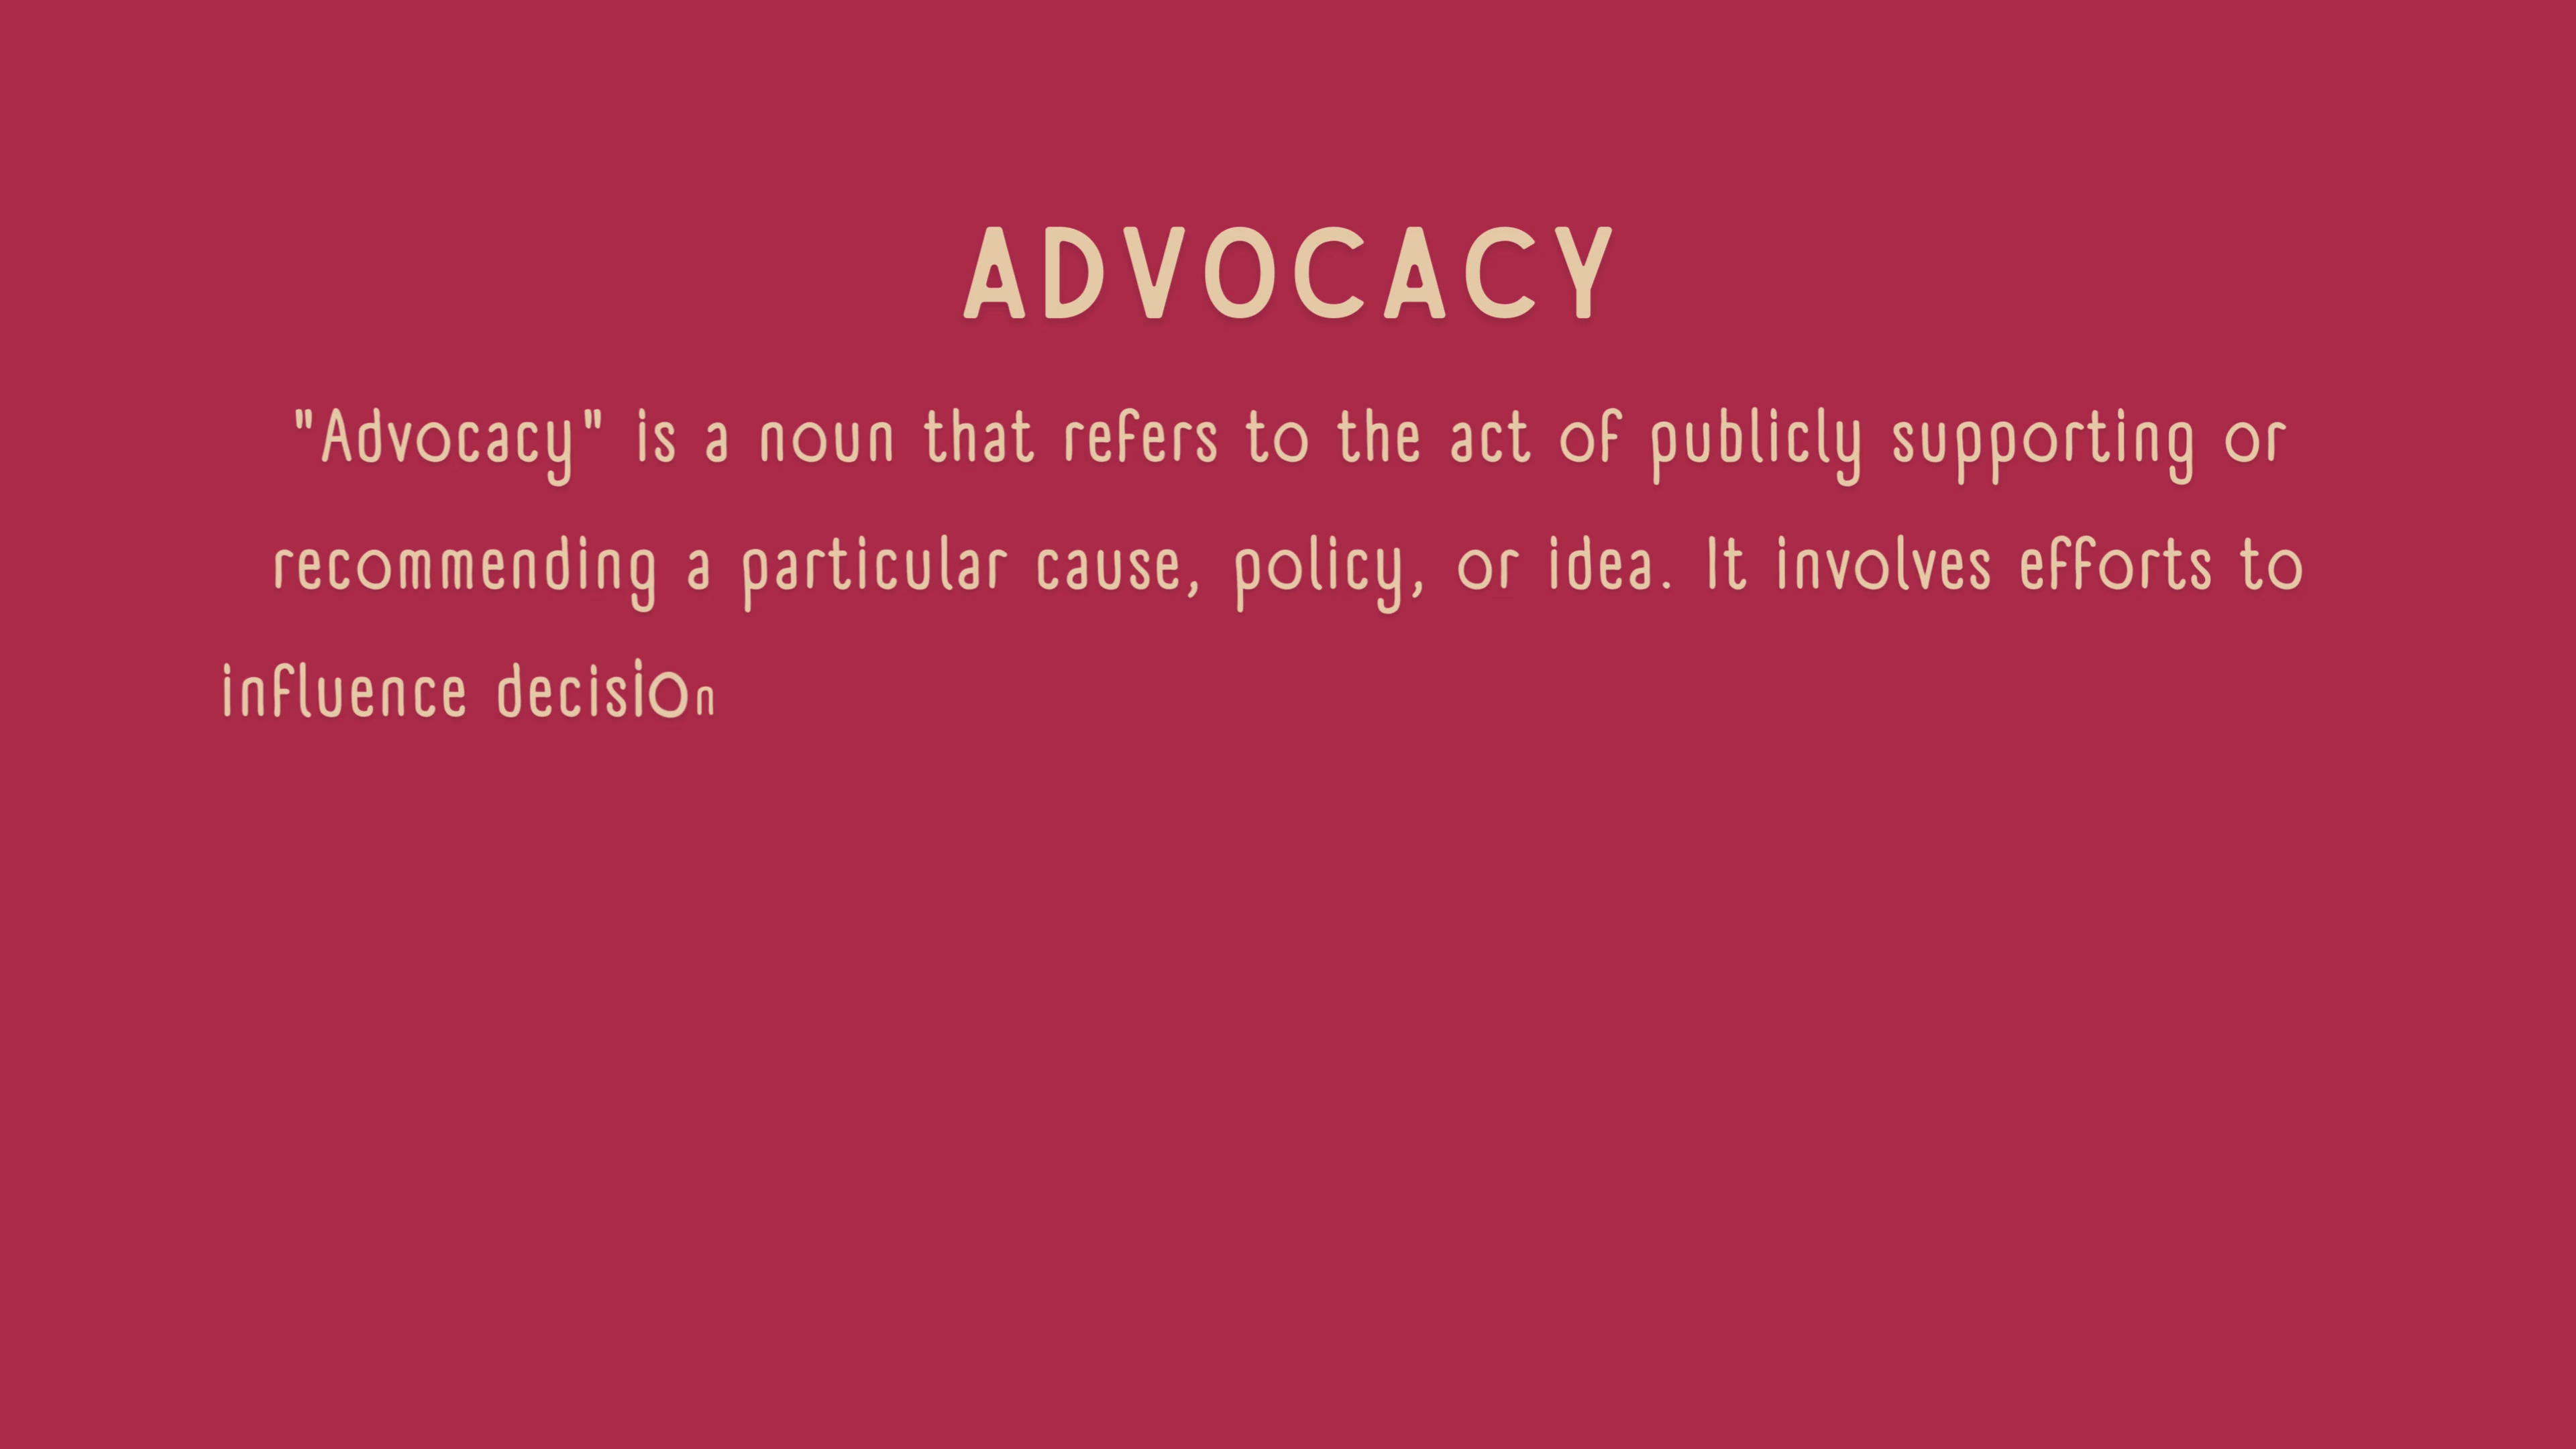 ADVOCACY
"Advocacy" is a noun that refers to the act of publicly supporting or
recommending a particular cause, policy, or idea. It involves efforts to
influence decision